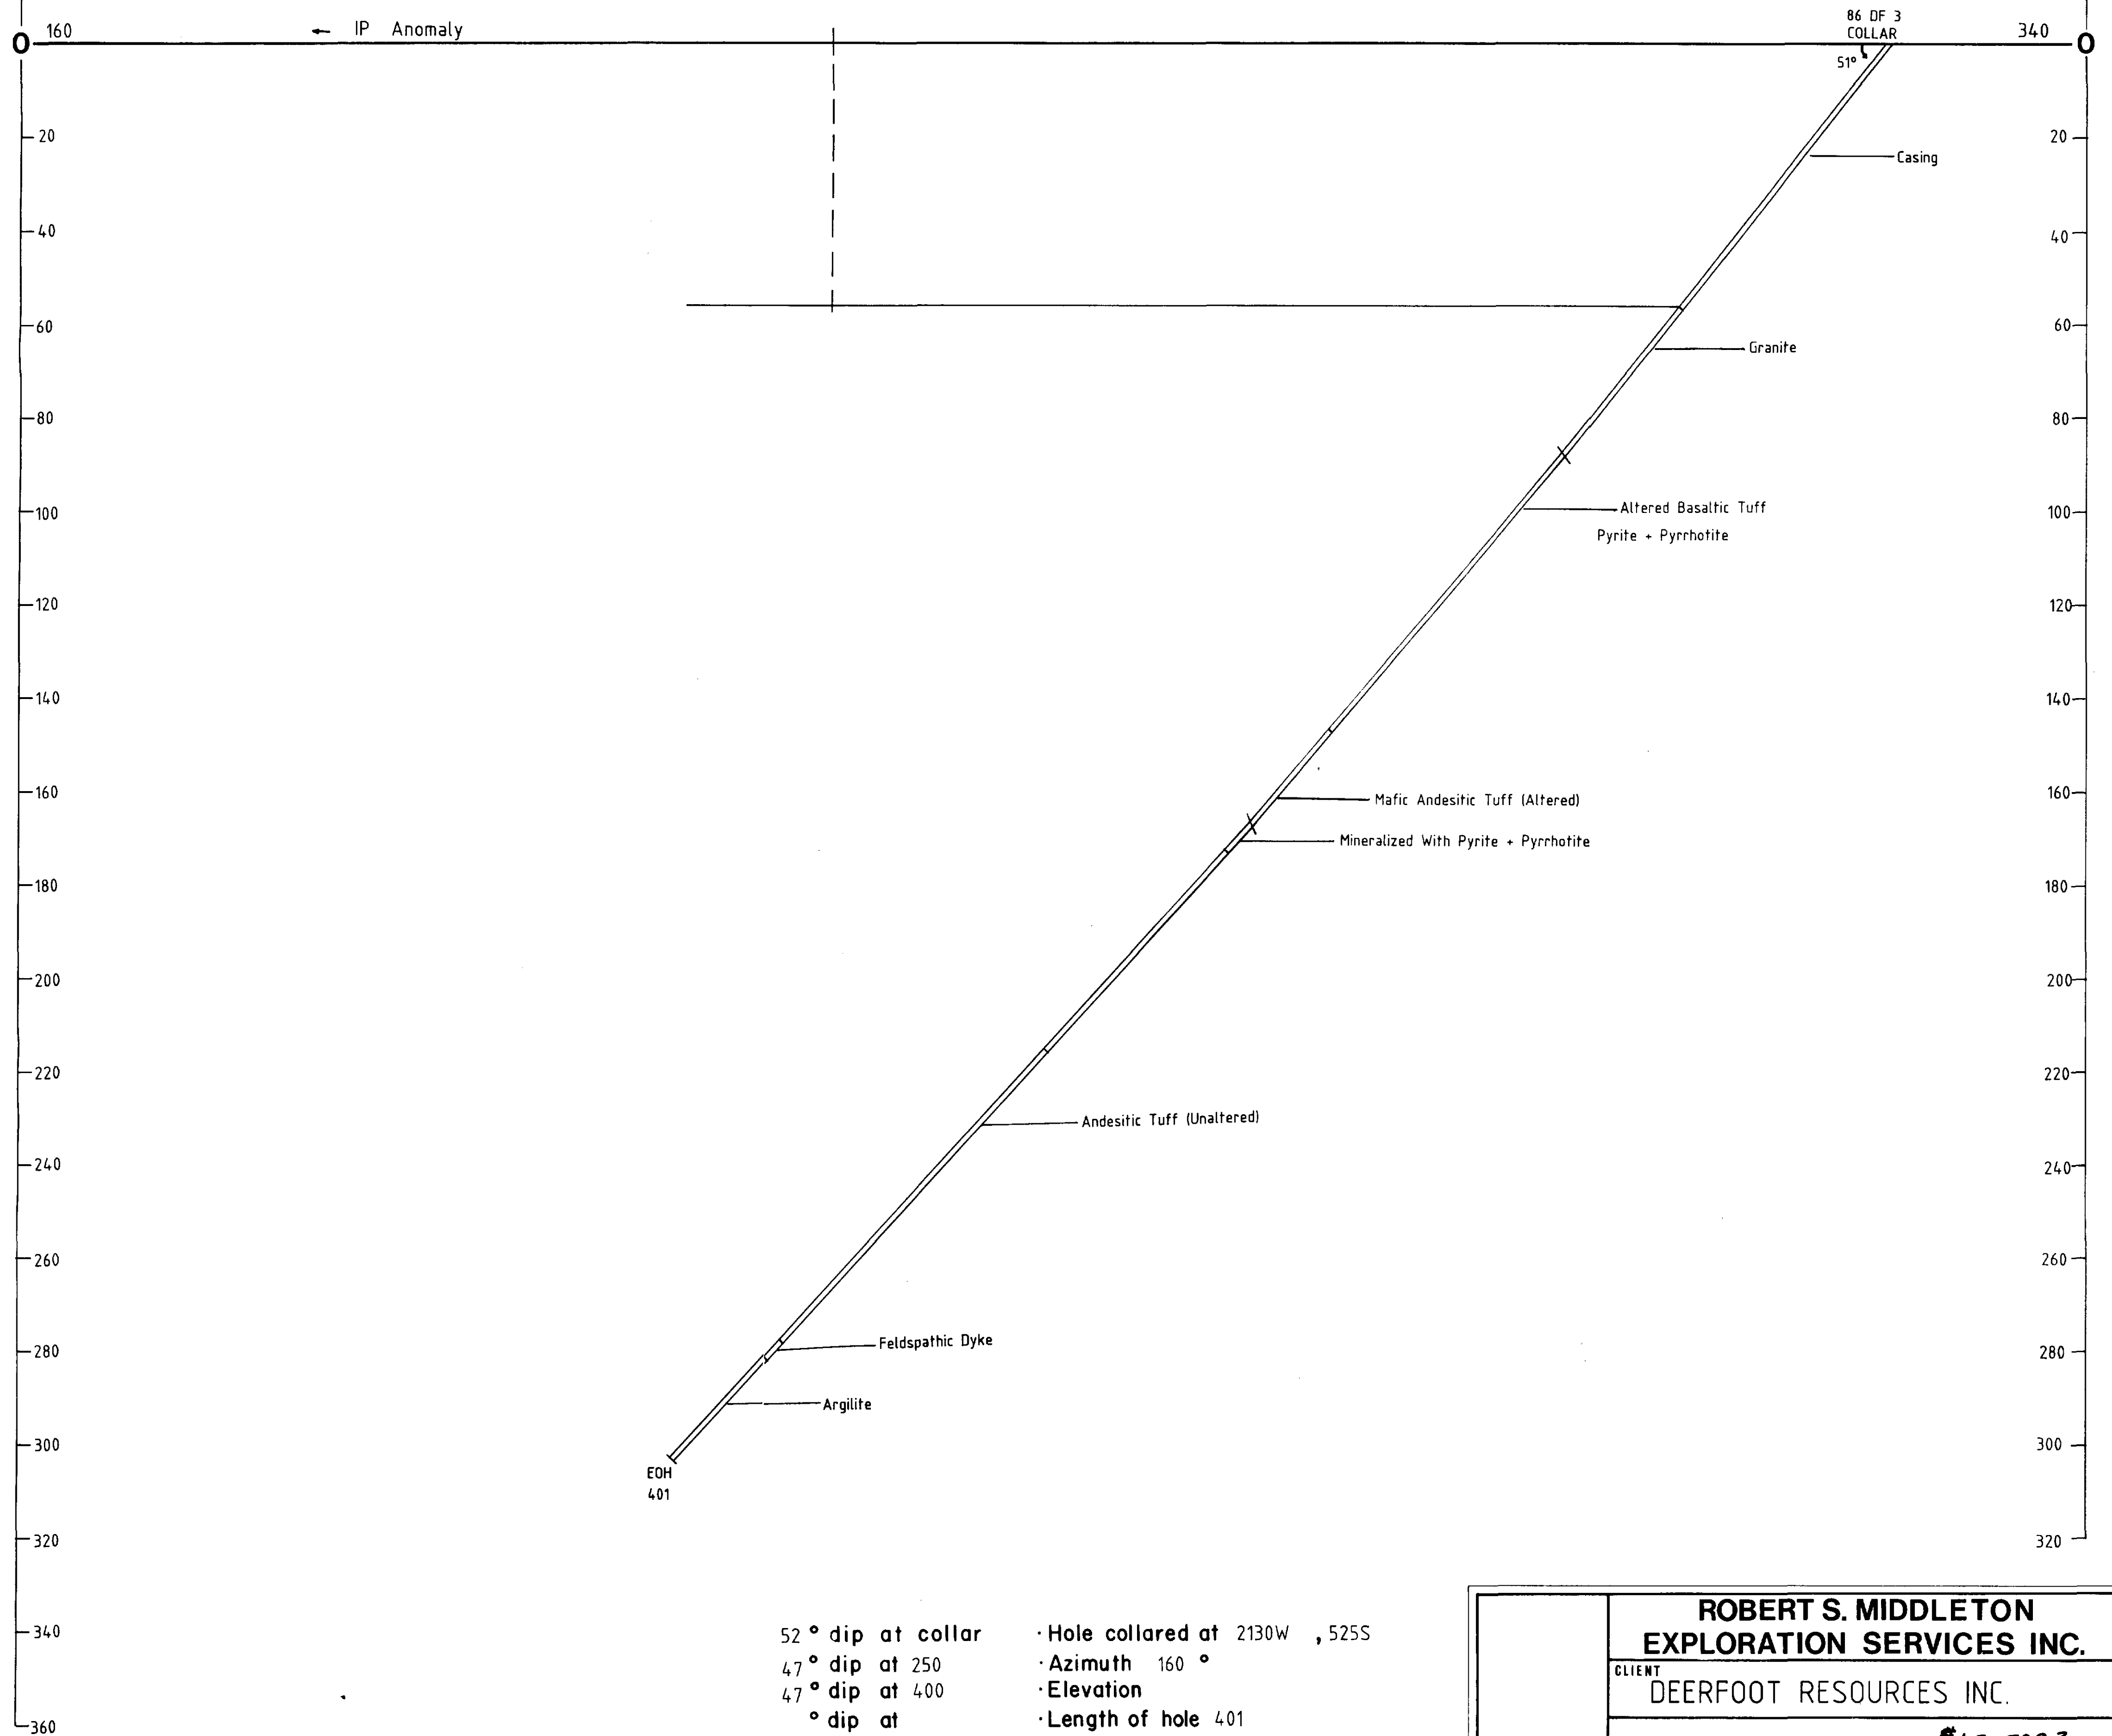 160
← IP Anomaly
86 DF 3
COLLAR
340
0
0
51°
20
20
Casing
40
40
60
60
Granite
80
80
100
Altered Basaltic Tuff
100
Pyrite + Pyrrhotite
120
120
140
140
160
Mafic Andesitic Tuff (Altered)
160
Mineralized With Pyrite + Pyrrhotite
180
180
200
200
220
220
Andesitic Tuff (Unaltered)
240
240
260
260
Feldspathic Dyke
280
280
Argilite
300
300
EOH
401
320
320
340
360
52° dip at collar
47° dip at 250
47° dip at 400
° dip at
· Hole collared at 2130W , 525S
· Azimuth 160 °
· Elevation
· Length of hole 401
ROBERT S. MIDDLETON
EXPLORATION SERVICES INC.
CLIENT
DEERFOOT RESOURCES INC.